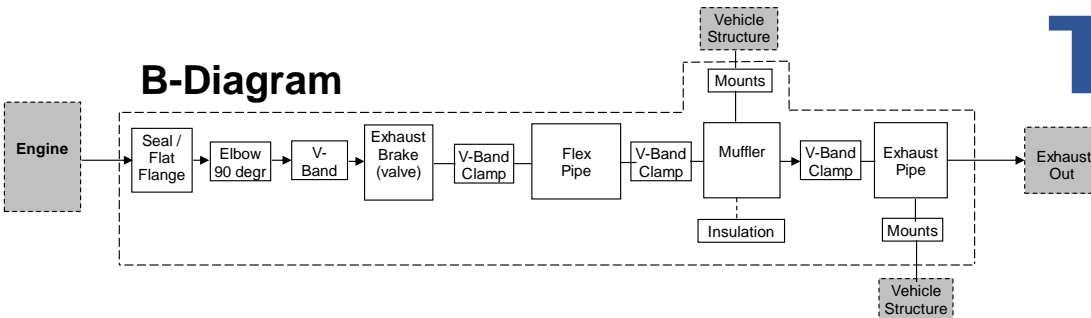 Vehicle
Structure
T
B-Diagram
Mounts
Engine
Seal /
Flat
Flange
Elbow
90 degr
V-
Band
Exhaust
Brake
(valve)
V-Band
Clamp
Flex
Pipe
V-Band
Clamp
Muffler
V-Band
Clamp
Exhaust
Pipe
Exhaust
Out
Insulation
Mounts
Vehicle
Structure